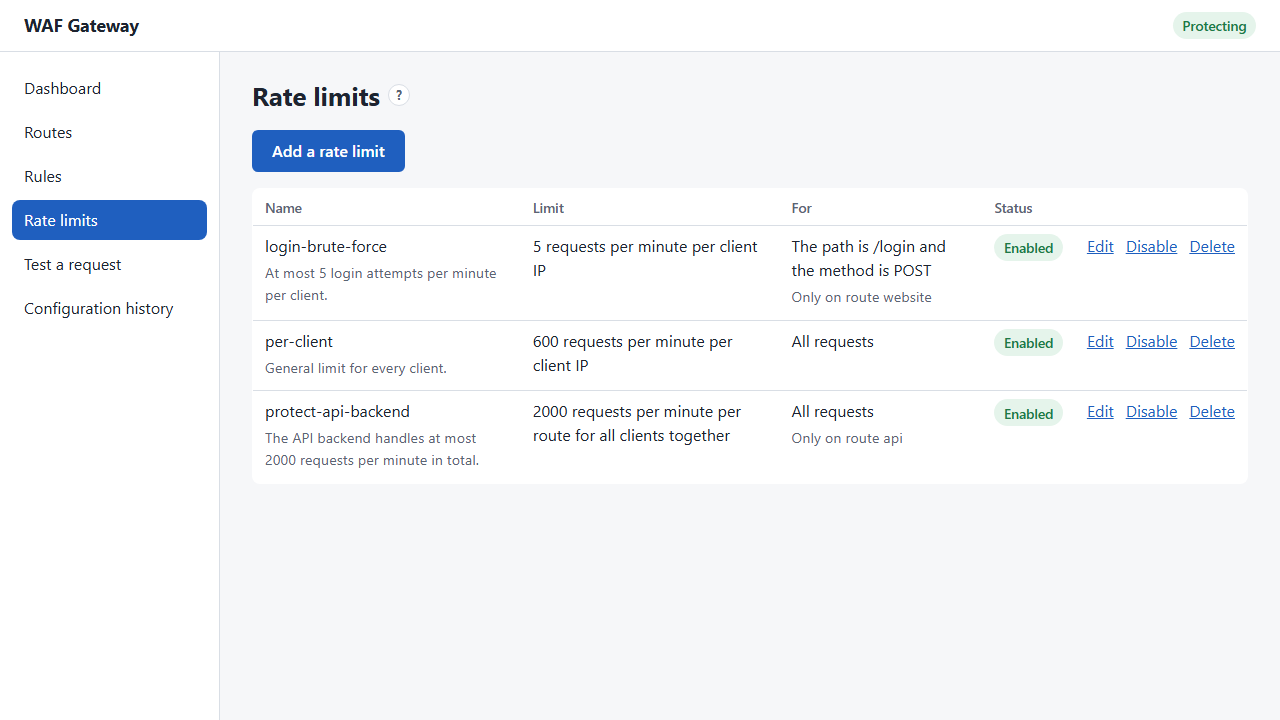 WAF Gateway
Protecting
Dashboard
Routes
Rules
Rate limits
Test a request
Configuration history
Rate limits ?
Add a rate limit
Name Limit For Status
login-brute-force
At most 5 login attempts per minute
per client.
5 requests per minute per client
IP
The path is /login and
the method is POST
Only on route website
Enabled
Edit Disable Delete
per-client
General limit for every client.
600 requests per minute per
client IP
All requests
Enabled
Edit Disable Delete
protect-api-backend
The API backend handles at most
2000 requests per minute in total.
2000 requests per minute per
route for all clients together
All requests
Only on route api
Enabled
Edit Disable Delete